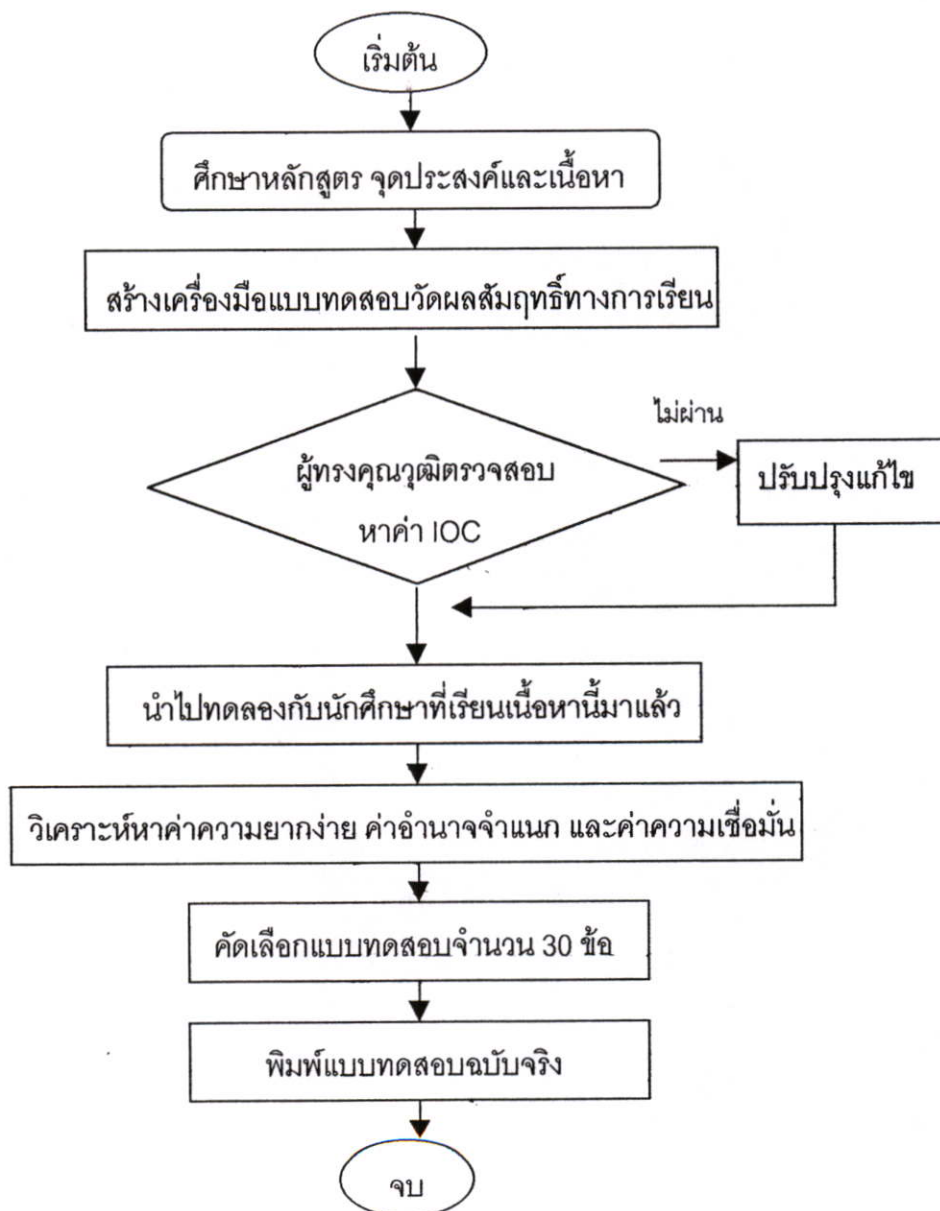 เริ่มต้น
ศึกษาหลักสูตร จุดประสงค์และเนื้อหา
สร้างเครื่องมือแบบทดสอบวัดผลสัมฤทธิ์ทางการเรียน
ผู้ทรงคุณวุฒิตรวจสอบ
หาค่า IOC
ไม่ผ่าน
ปรับปรุงแก้ไข
นำไปทดลองกับนักศึกษาที่เรียนเนื้อหานี้มาแล้ว
วิเคราะห์หาค่าความยากง่าย ค่าอำนาจจำแนก และค่าความเชื่อมั่น
คัดเลือกแบบทดสอบจำนวน 30 ข้อ
พิมพ์แบบทดสอบฉบับจริง
จบ